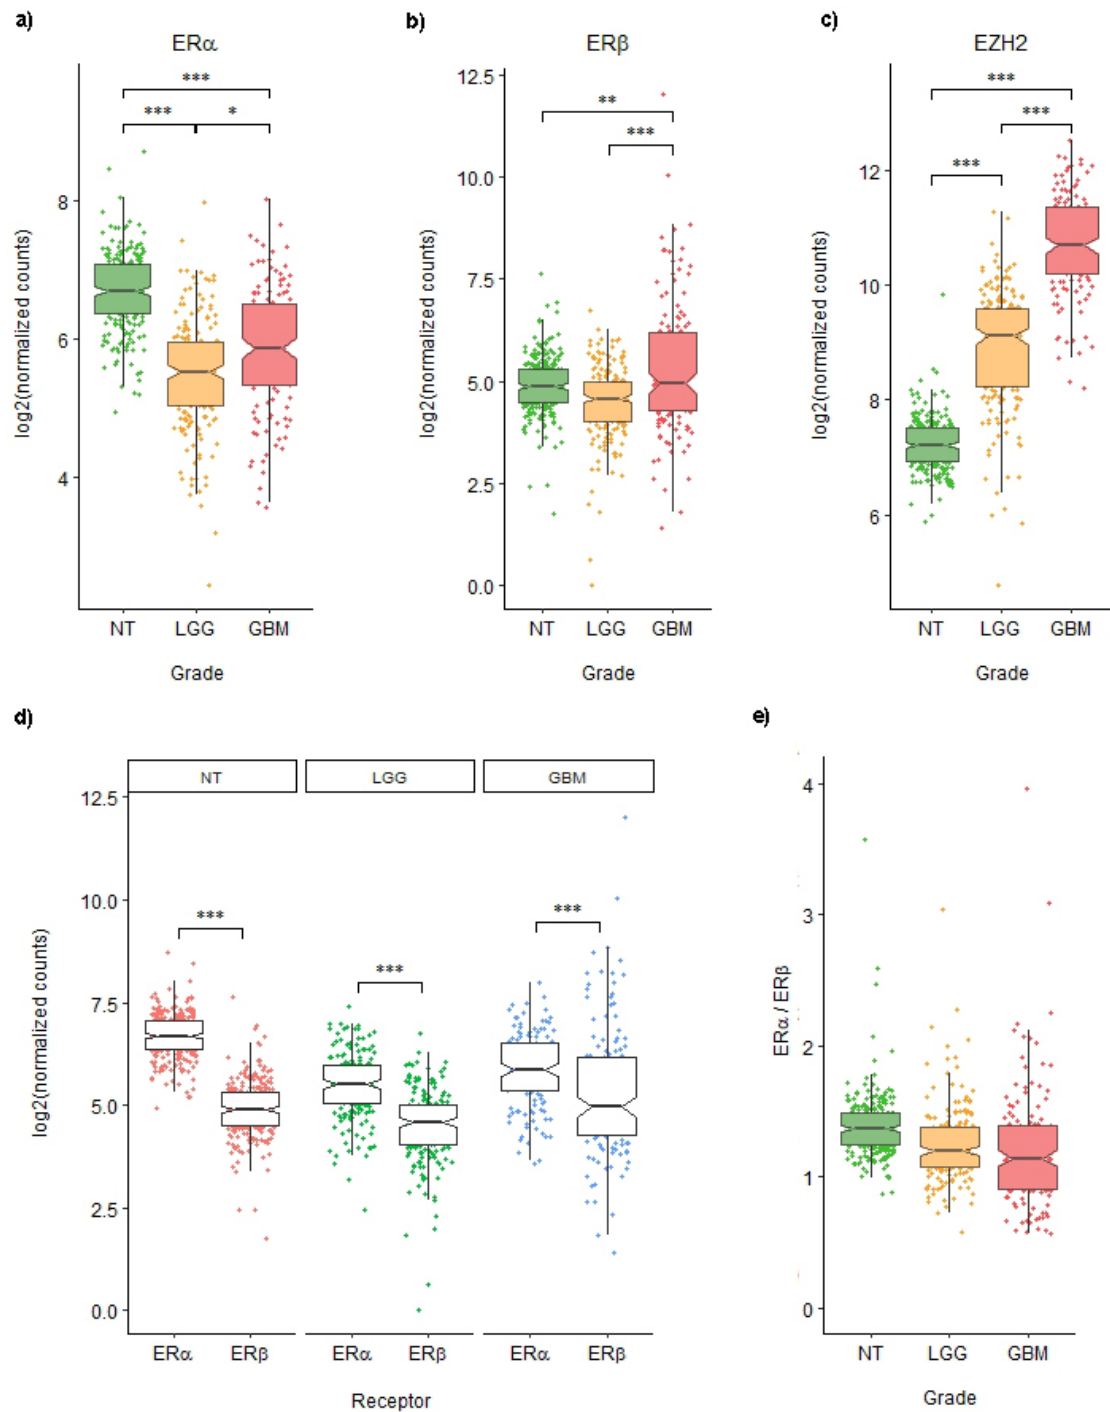 a)
ERα
***
***
*
8
6
4
log2(normalized counts)
NT
LGG
GBM
Grade
b)
ERβ
12.5
10.0
7.5
5.0
2.5
0.0
**
***
log2(normalized counts)
NT
LGG
GBM
Grade
c)
EZH2
***
***
***
12
10
8
6
log2(normalized counts)
NT
LGG
GBM
Grade
d)
NT
LGG
GBM
12.5
10.0
7.5
5.0
2.5
0.0
***
***
***
log2(normalized counts)
ERα
ERβ
ERα
ERβ
ERα
ERβ
Receptor
e)
4
3
2
1
0
ERα / ERβ
NT
LGG
GBM
Grade